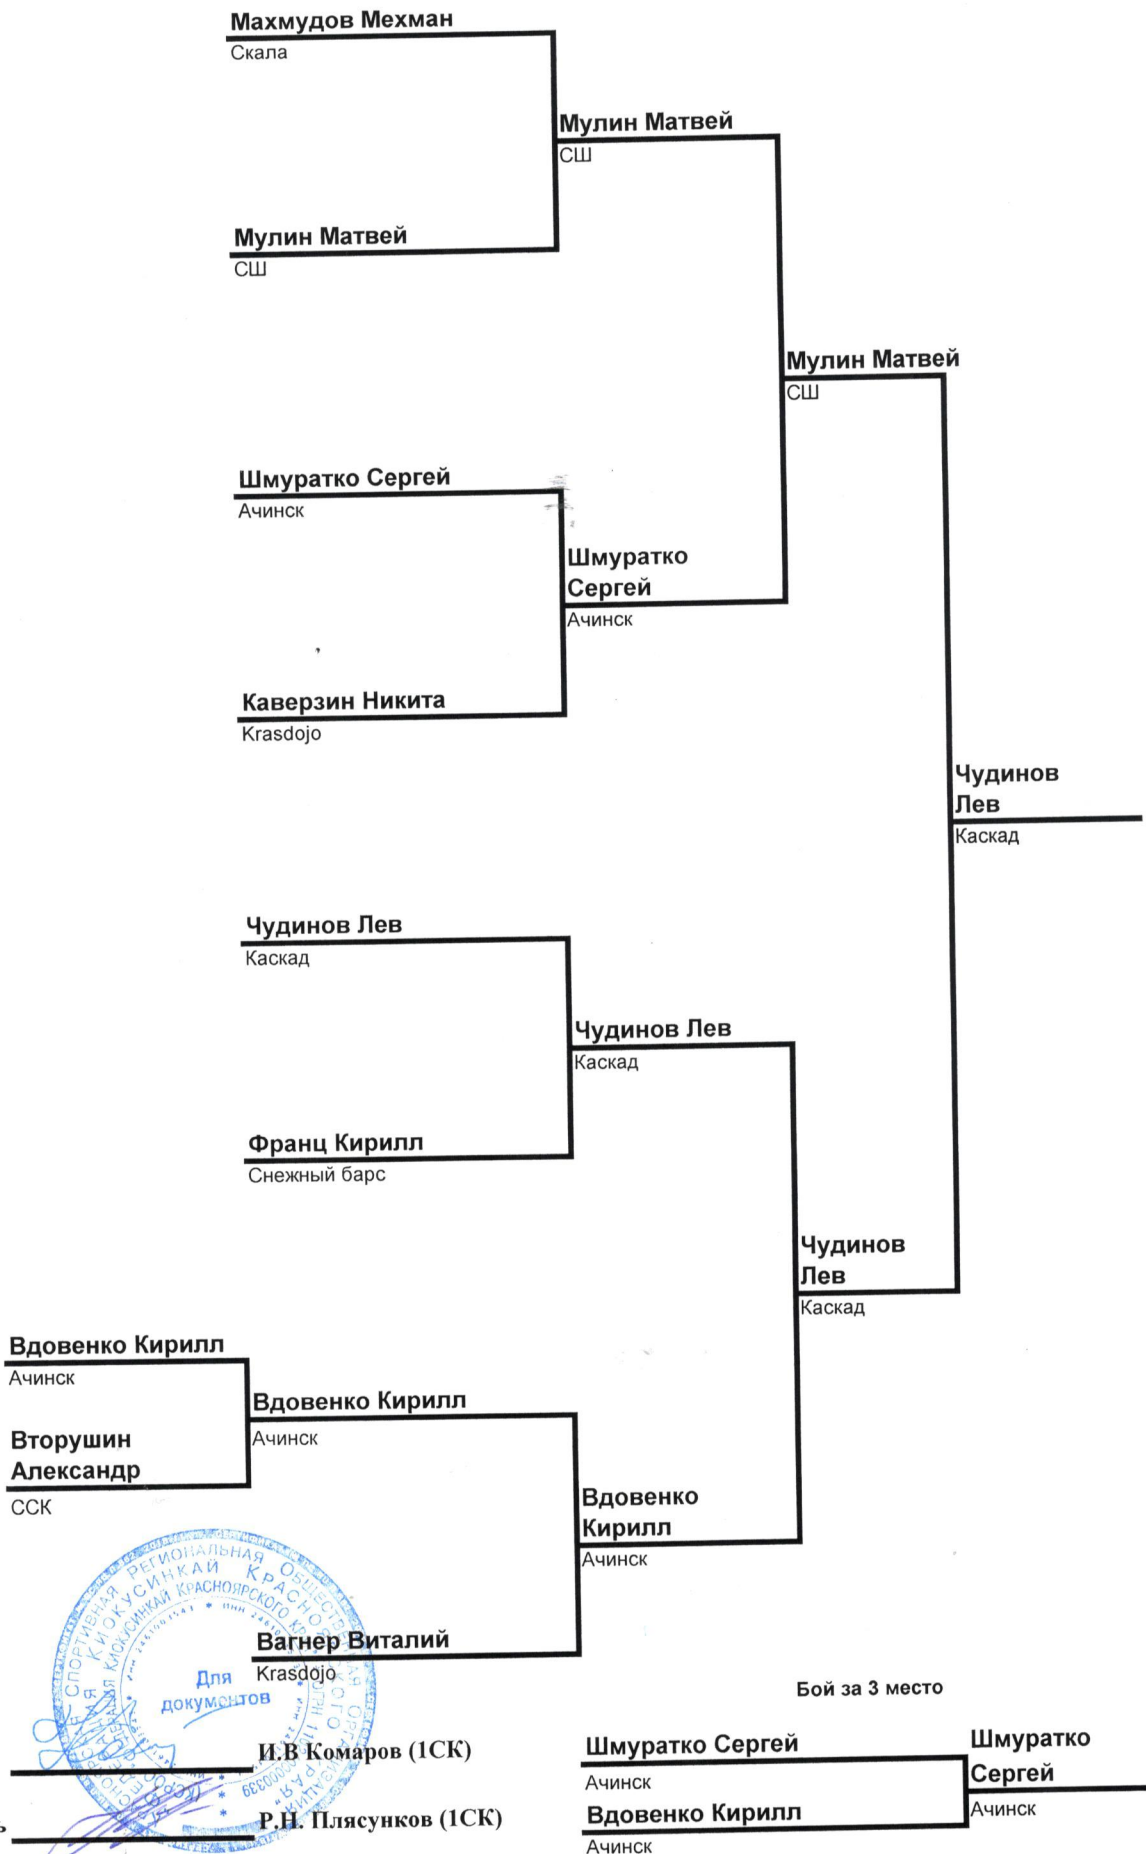 Махмудов Мехман
Скала
Мулин Матвей
СШ
Мулин Матвей
СШ
Мулин Матвей
СШ
Шмуратко Сергей
Ачинск
Шмуратко
Сергей
Ачинск
Каверзин Никита
Krasdojo
Чудинов
Лев
Каскад
Чудинов Лев
Каскад
Чудинов Лев
Каскад
Франц Кирилл
Снежный барс
Чудинов
Лев
Каскад
Вдовенко Кирилл
Ачинск
Вдовенко Кирилл
Ачинск
Вторушин
Александр
ССК
Вдовенко
Кирилл
Ачинск
Вагнер Виталий
Krasdojo
Для
документов
И.В Комаров (1СК)
Р.Н. Плясунков (1СК)
Бой за 3 место
Шмуратко Сергей
Ачинск
Вдовенко Кирилл
Ачинск
Шмуратко
Сергей
Ачинск